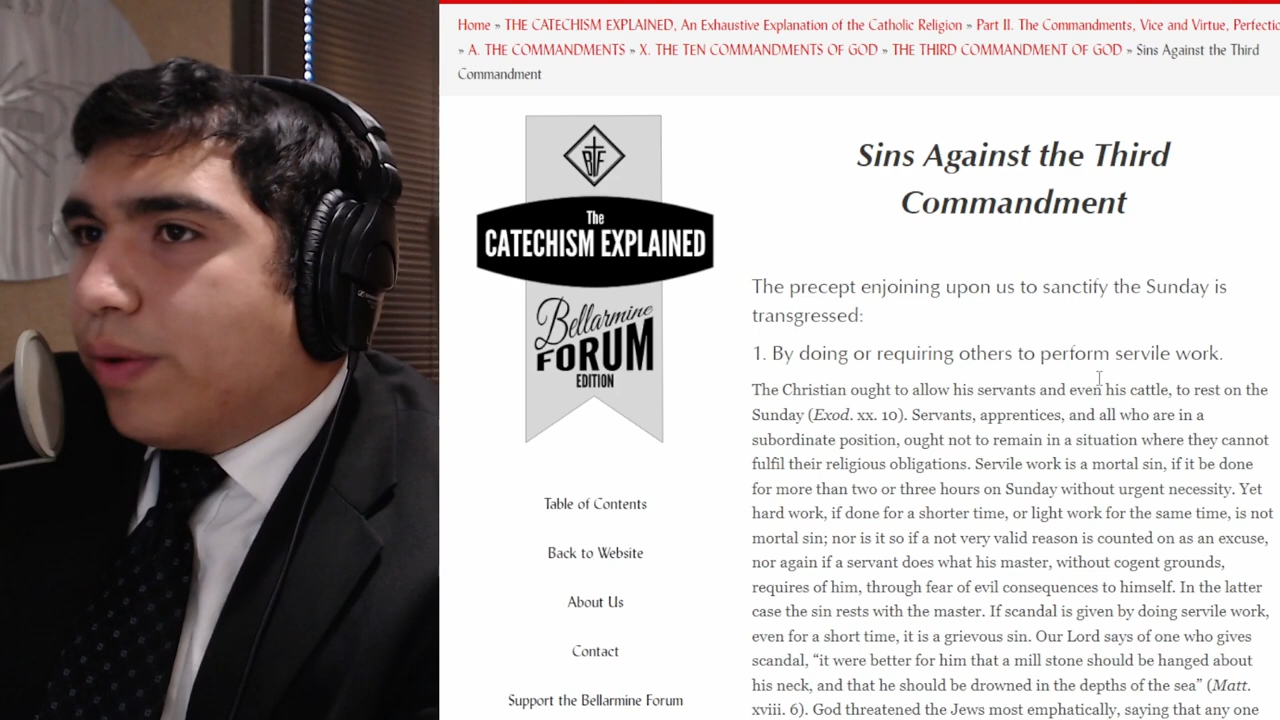 Home » THE CATECHISM EXPLAINED, An Exhaustive Explanation of the Catholic Religion » Part II. The Commandments, Vice and Virtue,
» A. THE COMMANDMENTS » X. THE TEN COMMANDMENTS OF GOD » THE THIRD COMMANDMENT OF GOD » Sins Against the Third
Commandment
BTF
The
CATECHISM EXPLAINED
Bellarmine
FORUM
EDITION
Table of Contents
Back to Website
About Us
Contact
Support the Bellarmine Forum
Sins Against the Third
Commandment
The precept enjoining upon us to sanctify the Sunday is
transgressed:
1. By doing or requiring others to perform servile work.
The Christian ought to allow his servants and even his cattle, to rest on the
Sunday (Exod. xx. 10). Servants, apprentices, and all who are in a
subordinate position, ought not to remain in a situation where they cannot
fulfil their religious obligations. Servile work is a mortal sin, if it be done
for more than two or three hours on Sunday without urgent necessity. Yet
hard work, if done for a shorter time, or light work for the same time, is not
mortal sin; nor is it so if a not very valid reason is counted on as an excuse,
nor again if a servant does what his master, without cogent grounds,
requires of him, through fear of evil consequences to himself. In the latter
case the sin rests with the master. If scandal is given by doing servile work,
even for a short time, it is a grievous sin. Our Lord says of one who gives
scandal, “it were better for him that a mill stone should be hanged about
his neck, and that he should be drowned in the depths of the sea” (Matt.
xviii. 6). God threatened the Jews most emphatically, saying that any one